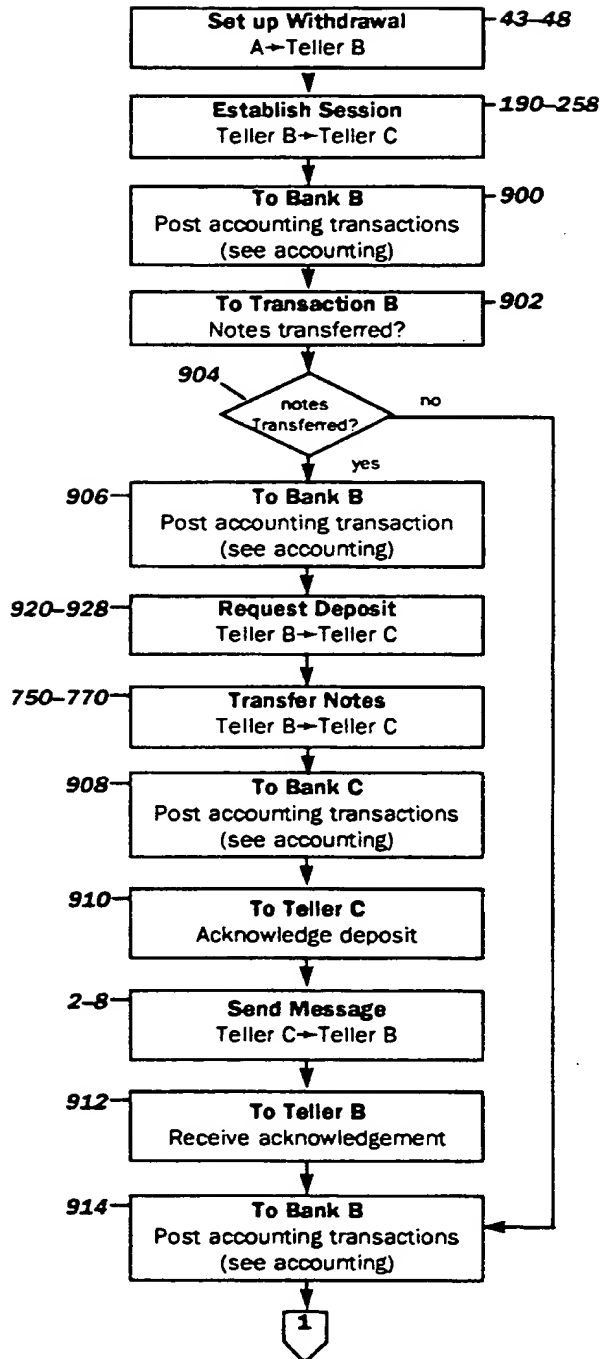 Set up Withdrawal
A→Teller B
43–48
Establish Session
Teller B→Teller C
190–258
To Bank B
Post accounting transactions
(see accounting)
900
To Transaction B
Notes transferred?
902
904
notes
Transferred?
no
yes
906
To Bank B
Post accounting transaction
(see accounting)
920–928
Request Deposit
Teller B→Teller C
750–770
Transfer Notes
Teller B→Teller C
908
To Bank C
Post accounting transactions
(see accounting)
910
To Teller C
Acknowledge deposit
2–8
Send Message
Teller C→Teller B
912
To Teller B
Receive acknowledgement
914
To Bank B
Post accounting transactions
(see accounting)
1